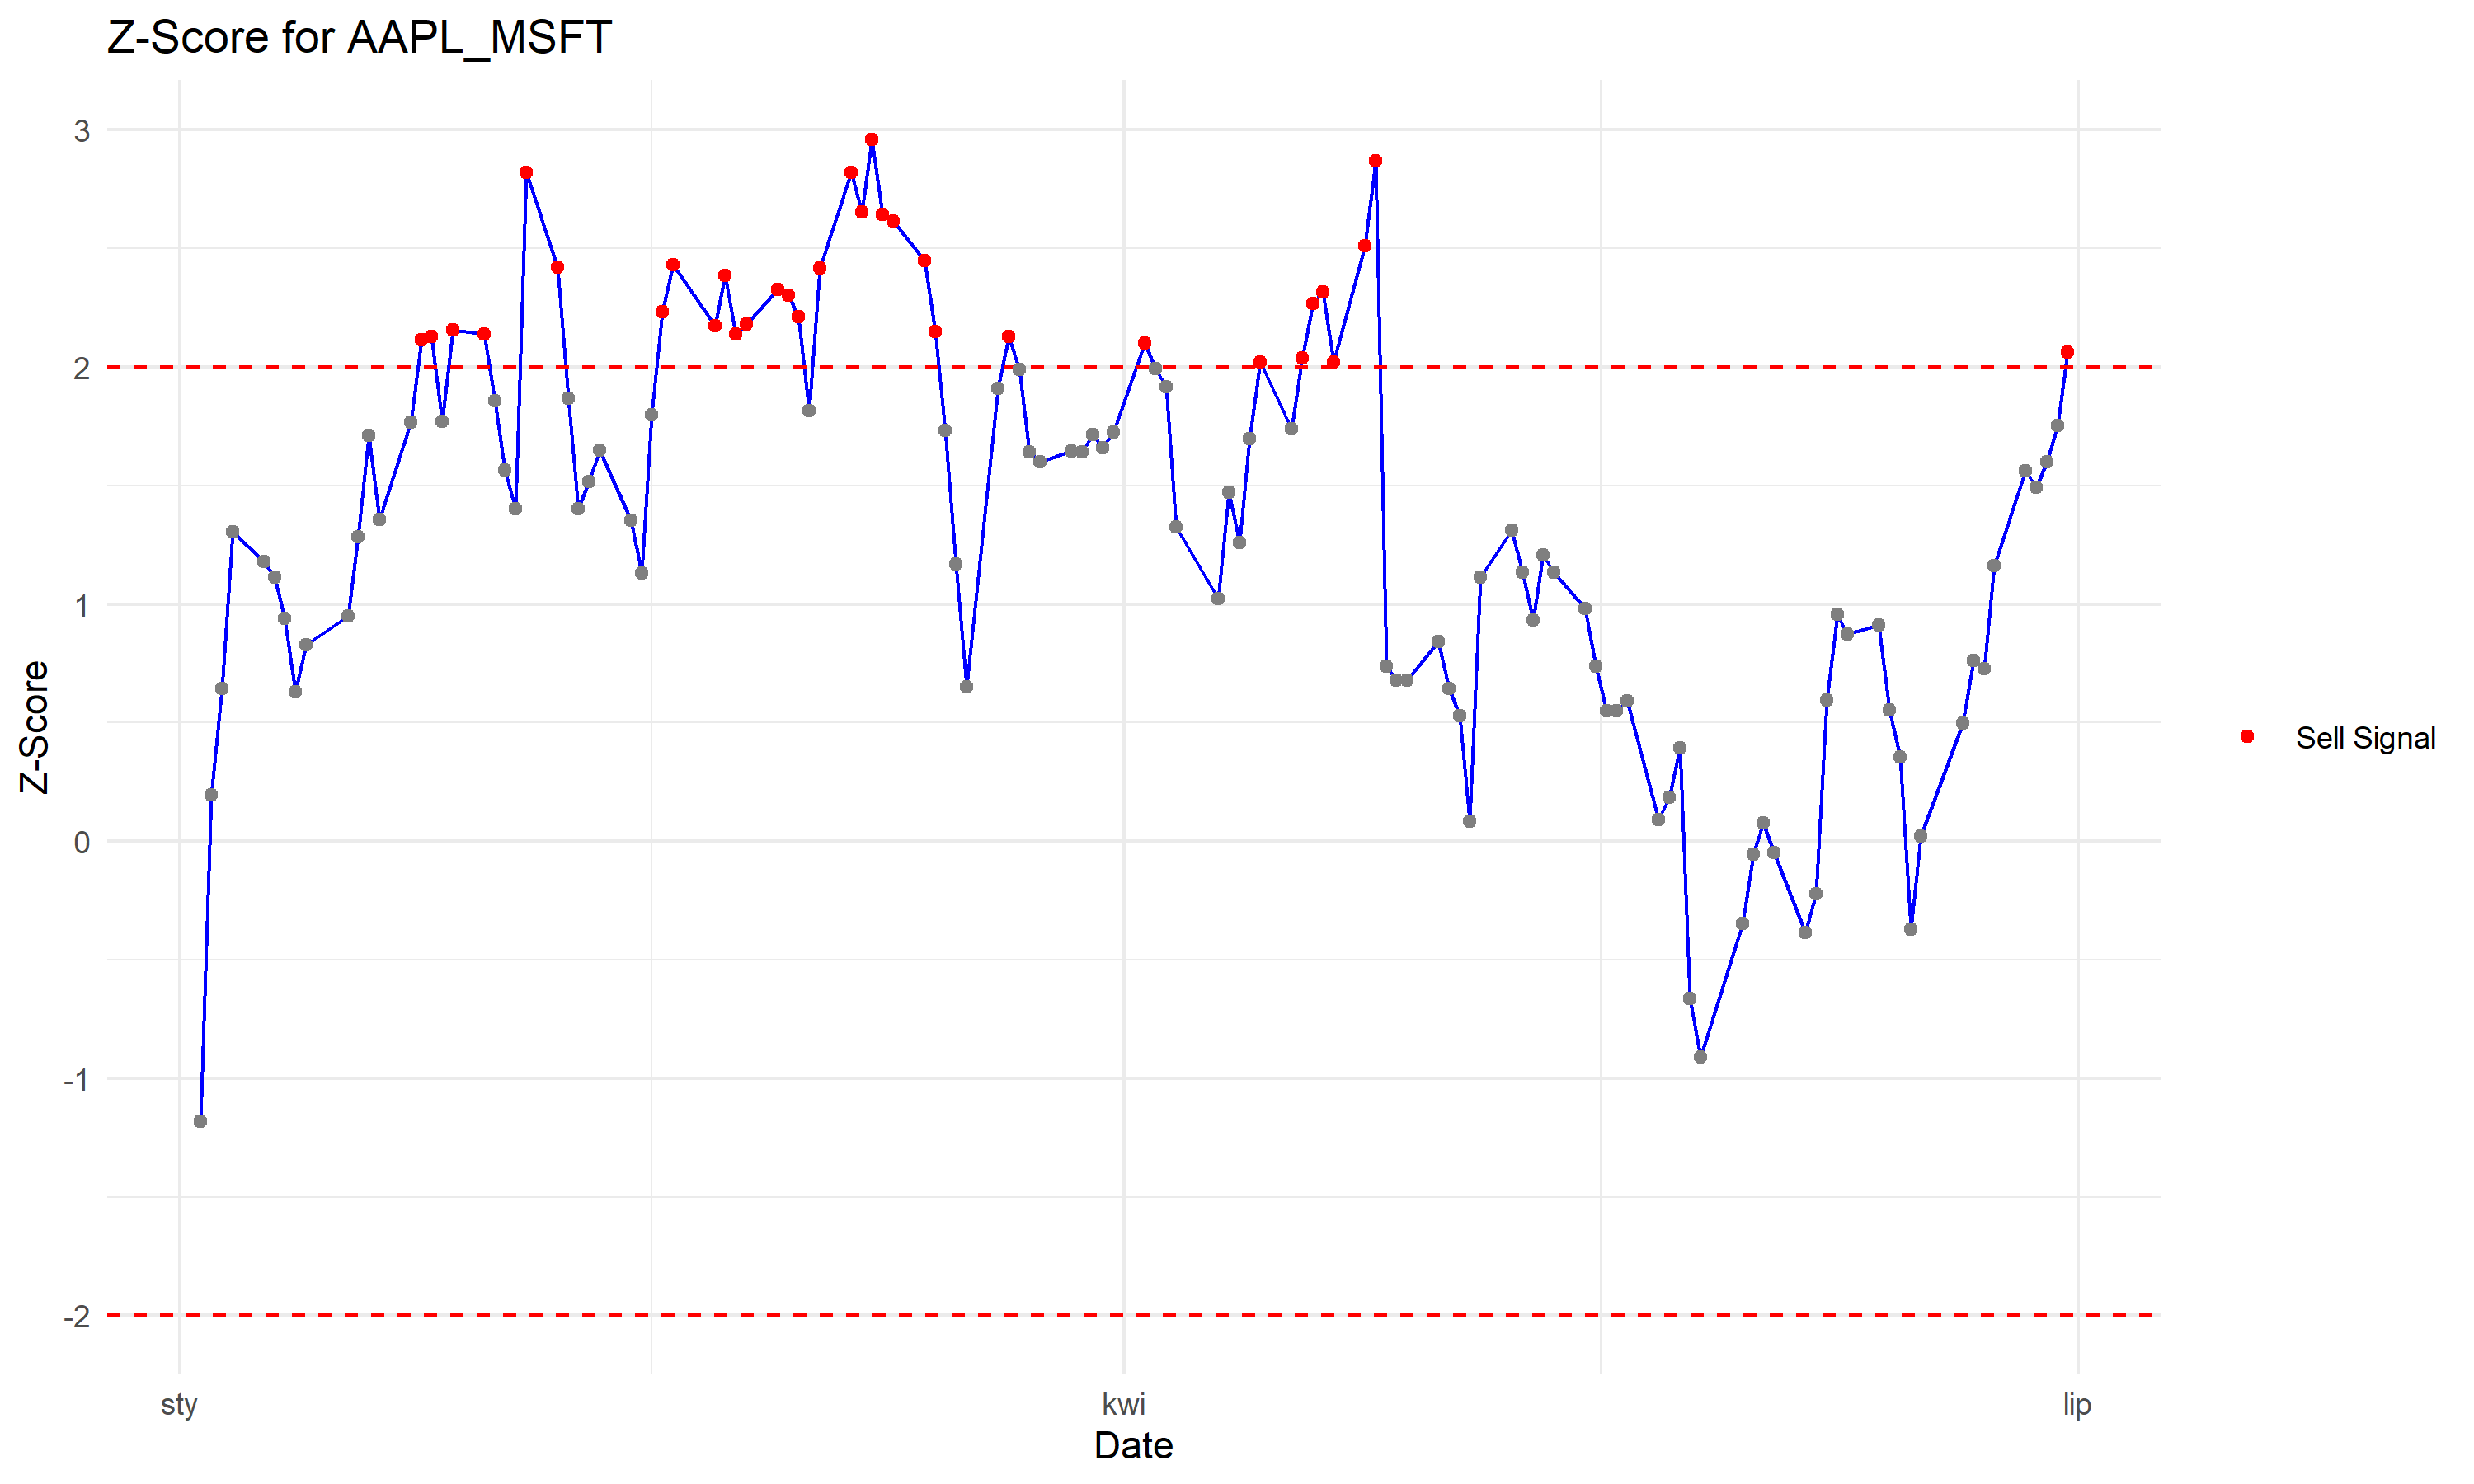 Z-Score for AAPL_MSFT
3
2
1
0
-1
-2
Z-Score
sty
kwi
lip
Date
Sell Signal